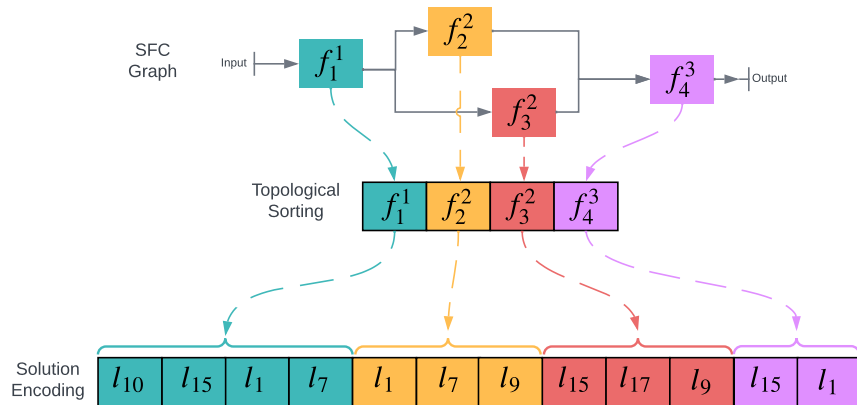 SFC
Graph
Input
f_1^1
f_2^2
f_3^2
f_4^3
Output
Topological
Sorting
f_1^1 f_2^2 f_3^2 f_4^3
Solution
Encoding
l_10 l_15 l_1 l_7 l_1 l_7 l_9 l_15 l_17 l_9 l_15 l_1